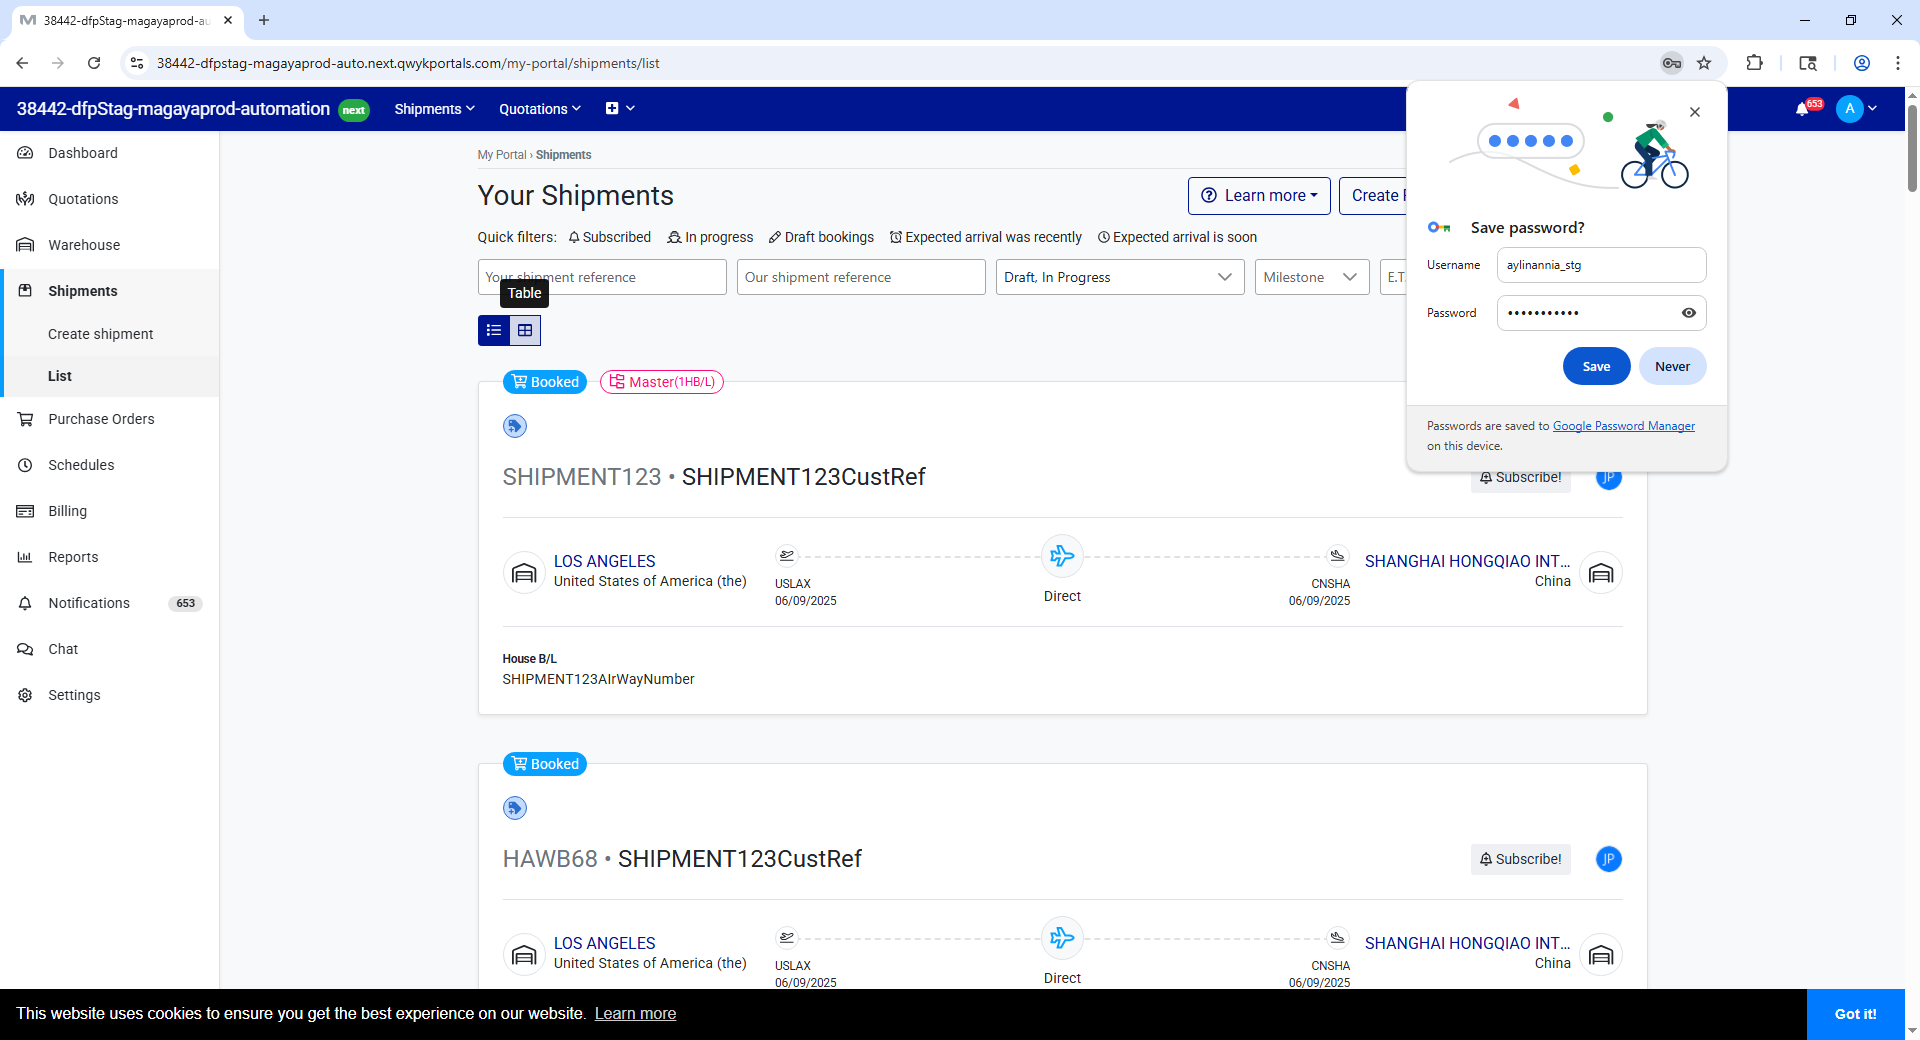 38442-dfpStag-magayaprod-au
38442-dfpstag-magayaprod-auto.next.qwykportals.com/my-portal/shipments/list
38442-dfpStag-magayaprod-automation next Shipments Quotations
653
A
Dashboard
Quotations
Warehouse
Shipments
Create shipment
List
Purchase Orders
Schedules
Billing
Reports
Notifications 653
Chat
Settings
My Portal › Shipments
Your Shipments
Learn more
Create
Quick filters: Subscribed In progress Draft bookings Expected arrival was recently Expected arrival is soon
Your shipment reference
Our shipment reference
Draft, In Progress
Milestone
E.T.
Table
Booked Master(1HB/L)
SHIPMENT123 • SHIPMENT123CustRef
Subscribe!
JP
LOS ANGELES
United States of America (the)
USLAX
06/09/2025
Direct
CNSHA
06/09/2025
SHANGHAI HONGQIAO INT...
China
House B/L
SHIPMENT123AIrWayNumber
Booked
HAWB68 • SHIPMENT123CustRef
Subscribe!
JP
LOS ANGELES
United States of America (the)
USLAX
06/09/2025
Direct
CNSHA
06/09/2025
SHANGHAI HONGQIAO INT...
China
Save password?
Username aylinannia_stg
Password •••••••••••
Save Never
Passwords are saved to Google Password Manager
on this device.
This website uses cookies to ensure you get the best experience on our website. Learn more
Got it!